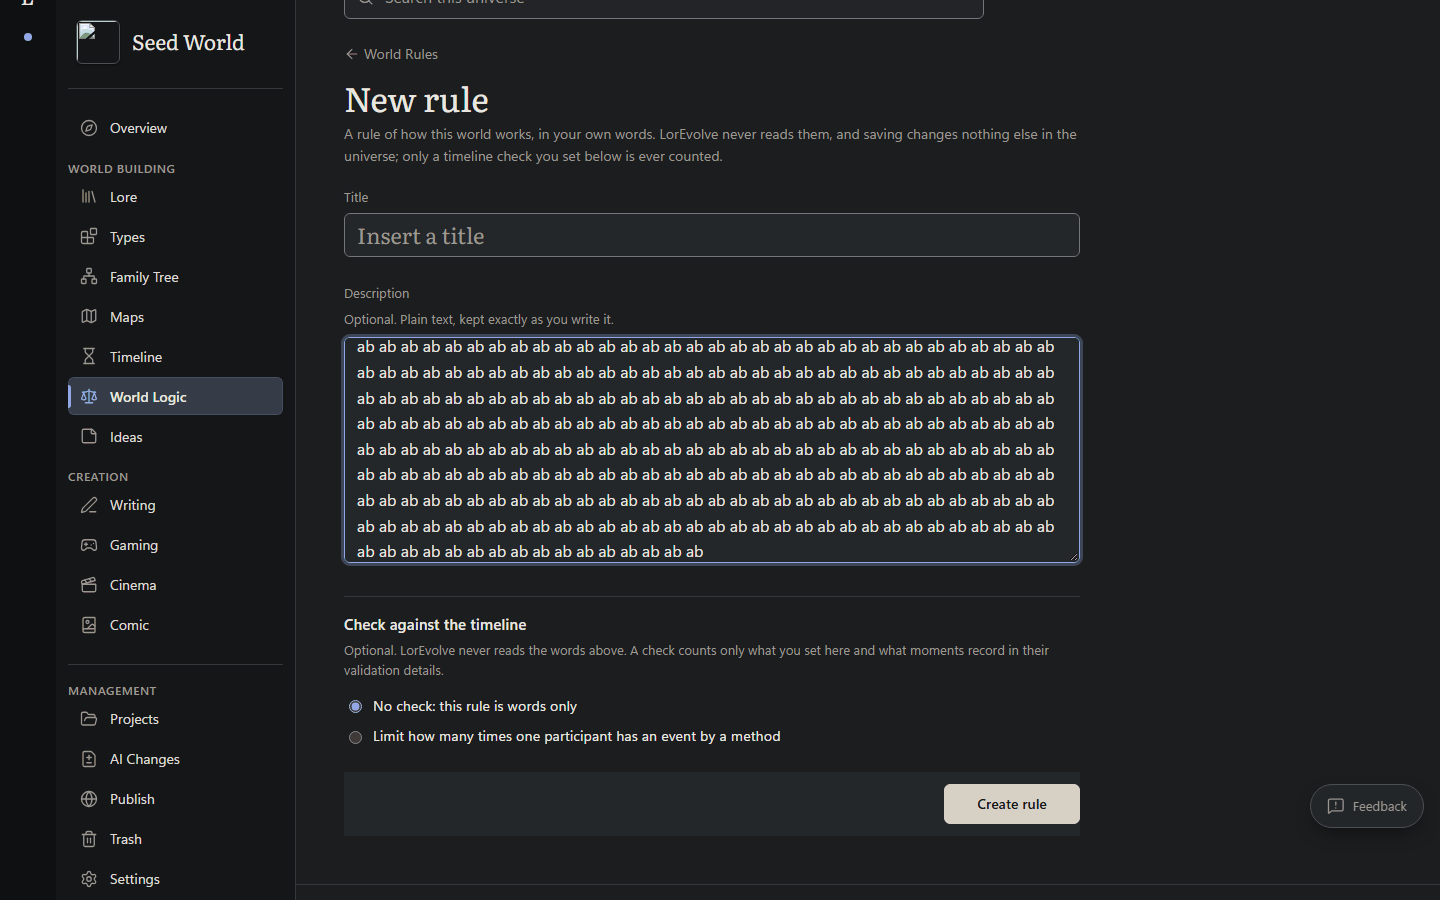 Seed World
Overview
WORLD BUILDING
Lore
Types
Family Tree
Maps
Timeline
World Logic
Ideas
CREATION
Writing
Gaming
Cinema
Comic
MANAGEMENT
Projects
AI Changes
Publish
Trash
Settings
Search this universe
← World Rules
New rule
A rule of how this world works, in your own words. LorEvolve never reads them, and saving changes nothing else in the
universe; only a timeline check you set below is ever counted.
Title
Insert a title
Description
Optional. Plain text, kept exactly as you write it.
ab ab ab ab ab ab ab ab ab ab ab ab ab ab ab ab ab ab ab ab ab ab ab ab ab ab ab ab ab ab ab ab
ab ab ab ab ab ab ab ab ab ab ab ab ab ab ab ab ab ab ab ab ab ab ab ab ab ab ab ab ab ab ab ab
ab ab ab ab ab ab ab ab ab ab ab ab ab ab ab ab ab ab ab ab ab ab ab ab ab ab ab ab ab ab ab ab
ab ab ab ab ab ab ab ab ab ab ab ab ab ab ab ab ab ab ab ab ab ab ab ab ab ab ab ab ab ab ab ab
ab ab ab ab ab ab ab ab ab ab ab ab ab ab ab ab ab ab ab ab ab ab ab ab ab ab ab ab ab ab ab ab
ab ab ab ab ab ab ab ab ab ab ab ab ab ab ab ab ab ab ab ab ab ab ab ab ab ab ab ab ab ab ab ab
ab ab ab ab ab ab ab ab ab ab ab ab ab ab ab ab ab ab ab ab ab ab ab ab ab ab ab ab ab ab ab ab
ab ab ab ab ab ab ab ab ab ab ab ab ab ab ab ab ab ab ab ab ab ab ab ab ab ab ab ab ab ab ab ab
ab ab ab ab ab ab ab ab ab ab ab ab ab ab ab ab
Check against the timeline
Optional. LorEvolve never reads the words above. A check counts only what you set here and what moments record in their
validation details.
No check: this rule is words only
Limit how many times one participant has an event by a method
Create rule
Feedback